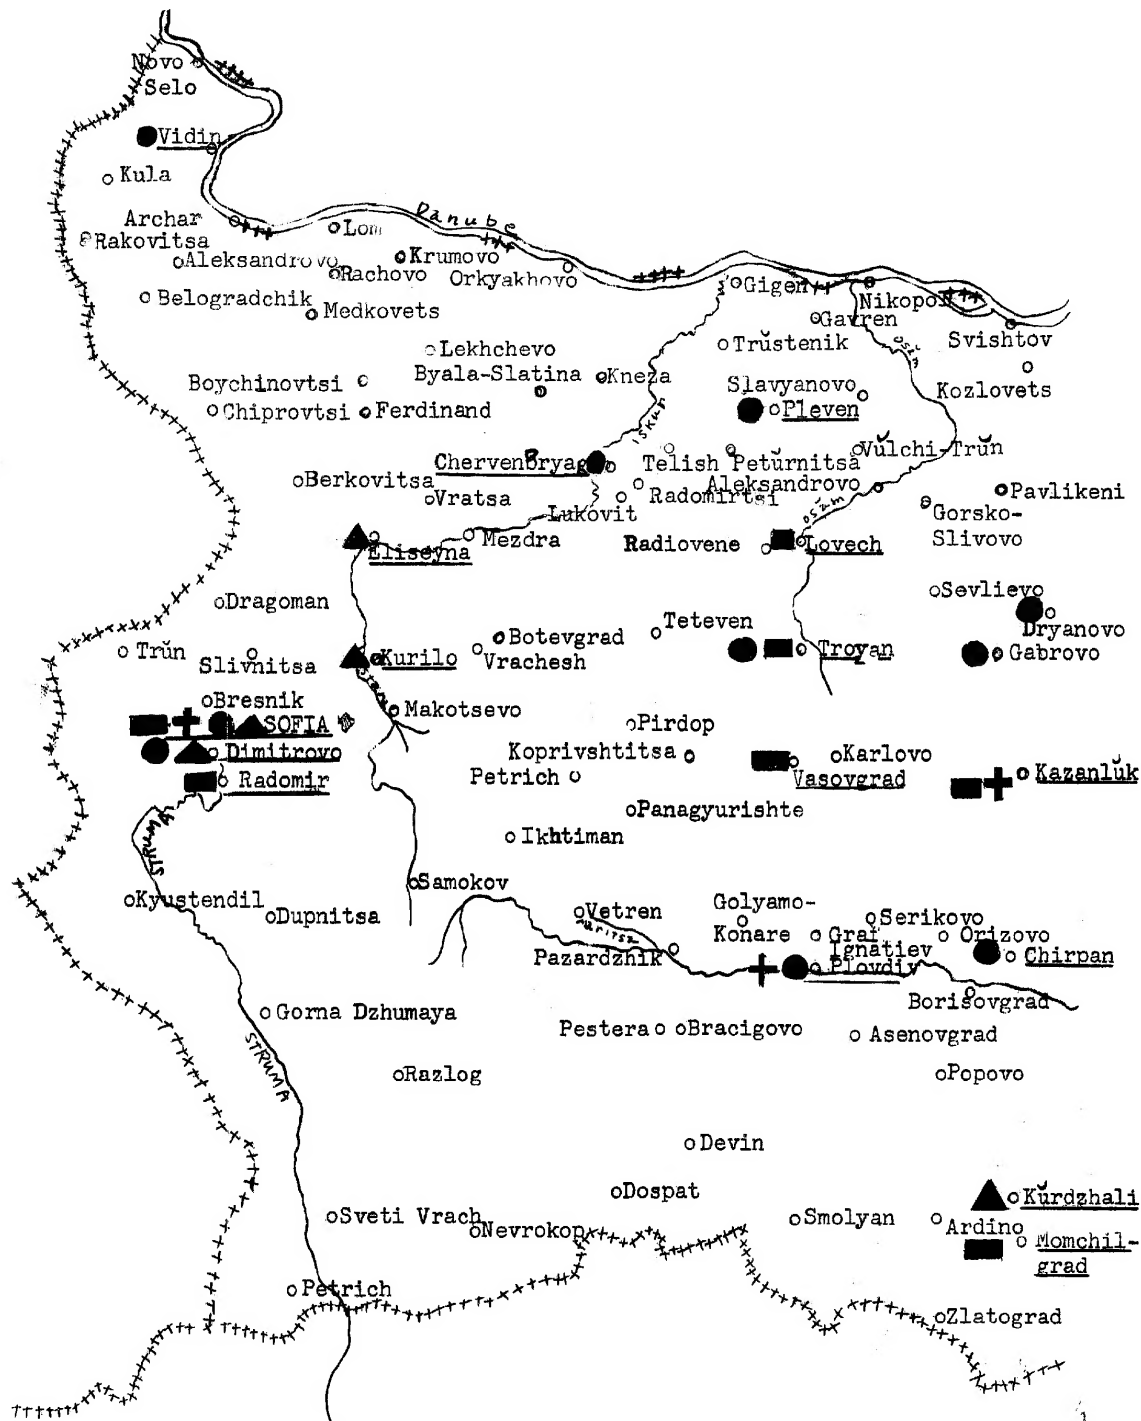 Novo
Selo
Vidin
Kula
Danube
Archar
Lom
Rakovitsa
Aleksandrovo
Krumovo
Rachovo
Orkyakhovo
Gigen
Nikopol
Belogradchik
Medkovets
Gavren
Svishtov
Trŭstenik
Osŭm
Lekhchevo
Byala-Slatina
Kneza
Boychinovtsi
Slavyanovo
Kozlovets
Chiprovtsi
Ferdinand
Iskur
Pleven
Chervenbryag
Telish Petŭrnitsa
Vŭlchi-Trŭn
Berkovitsa
Vratsa
Radomirtsi
Aleksandrovo
Pavlikeni
Lukovit
osŭm
Gorsko-
Slivovo
Eliseyna
Mezdra
Radiovene
Lovech
Dragoman
Sevlievo
Teteven
Dryanovo
Trŭn
Slivnitsa
Kurilo
Botevgrad
Vrachesh
Troyan
Gabrovo
Bresnik
Makotsevo
SOFIA
Pirdop
Dimitrovo
Koprivshtitsa
Karlovo
Radomir
Petrich
Vasovgrad
Kazanlŭk
STRUMA
Panagyurishte
Ikhtiman
Samokov
Kyustendil
Dupnitsa
Vetren
Golyamo-
Konare
Serikovo
Graf
Ignatiev
Orizovo
Pazardzhik
Plovdiv
Chirpan
Borisovgrad
Gorna Dzhumaya
Pestera
Bracigovo
Asenovgrad
STRUMA
Razlog
Popovo
Devin
Dospat
Kŭrdzhali
Sveti Vrach
Nevrokop
Smolyan
Ardino
Momchil-
grad
Petrich
Zlatograd